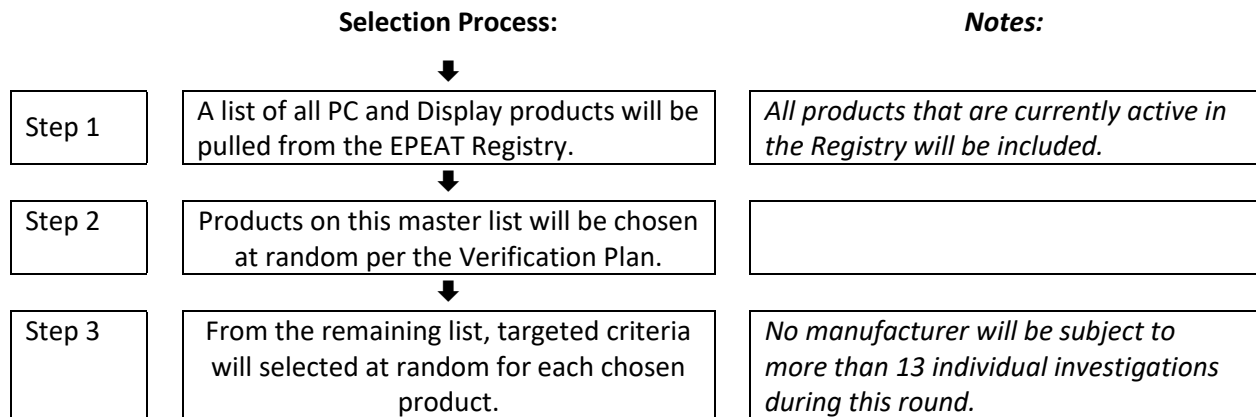 Selection Process:
Notes:
Step 1
A list of all PC and Display products will be
pulled from the EPEAT Registry.
All products that are currently active in
the Registry will be included.
Step 2
Products on this master list will be chosen
at random per the Verification Plan.
Step 3
From the remaining list, targeted criteria
will selected at random for each chosen
product.
No manufacturer will be subject to
more than 13 individual investigations
during this round.